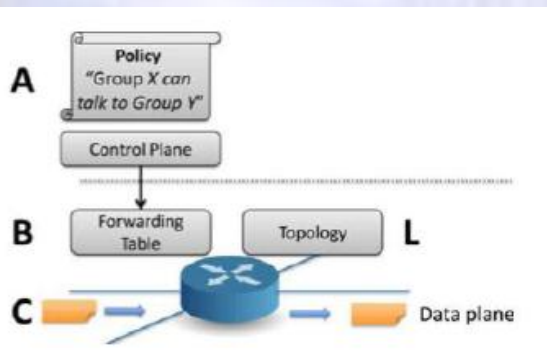 A
Policy
“Group X can
talk to Group Y”
Control Plane
B
Forwarding
Table
Topology
L
C
Data plane